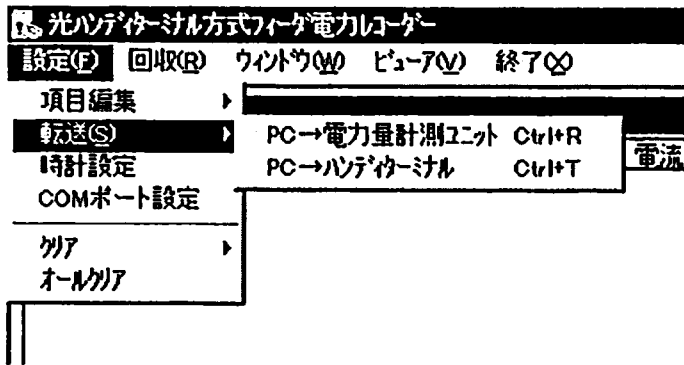 光ハンディターミナル方式フィーダ電力レコーダー
設定(F) 回収(R) ウィンドウ(W) ビューア(V) 終了(X)
項目編集
転送(S)
PC→電力量計測ユニット Ctrl+R
PC→ハンディターミナル Ctrl+T
電流
時計設定
COMポート設定
クリア
オールクリア